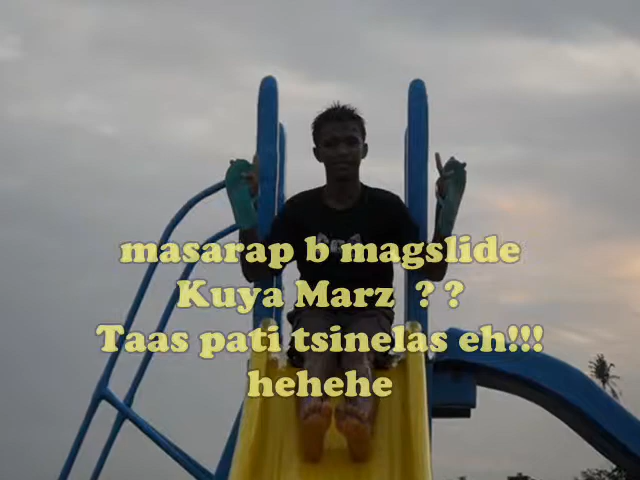 masarap b magslide
Kuya Marz ??
Taas pati tsinelas eh!!!
hehehe